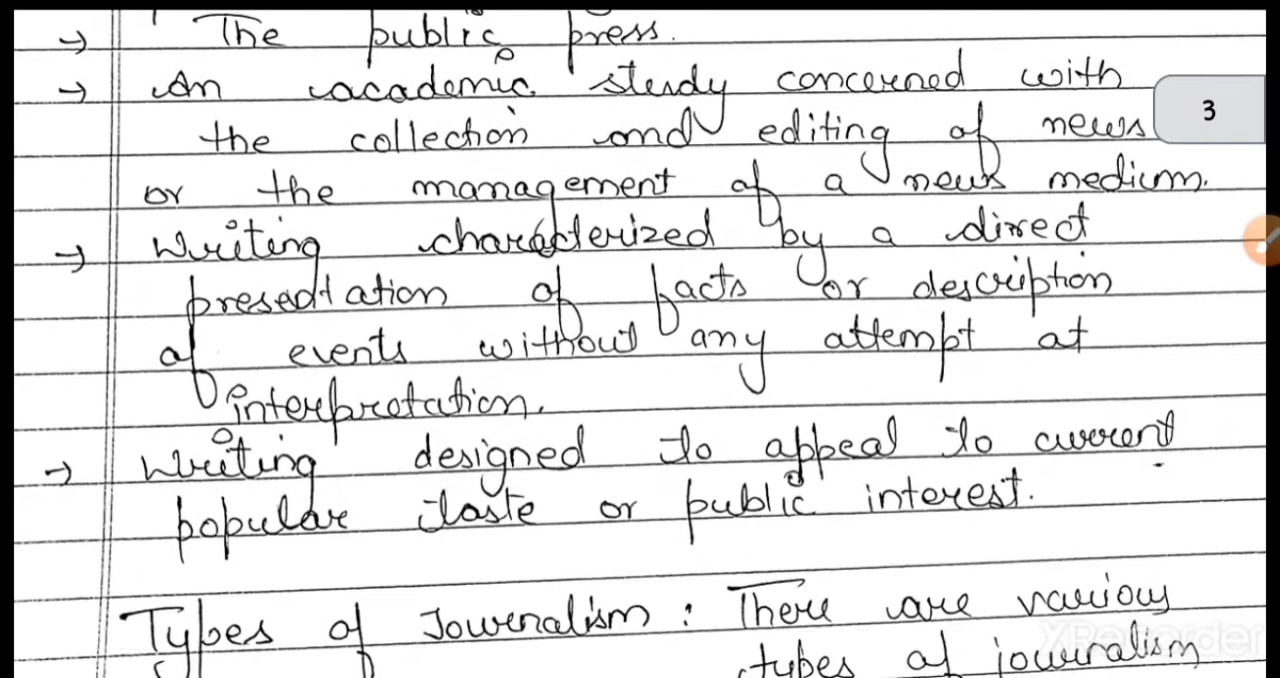 → The public press.
→ An academic study concerned with
the collection and editing of news
or the management of a news medium.
→ Writing characterized by a direct
presentation of facts or description
of events without any attempt at
interpretation.
→ Writing designed to appeal to current
popular taste or public interest.
Types of Journalism : There are various
types of journalism
3
XRecorder